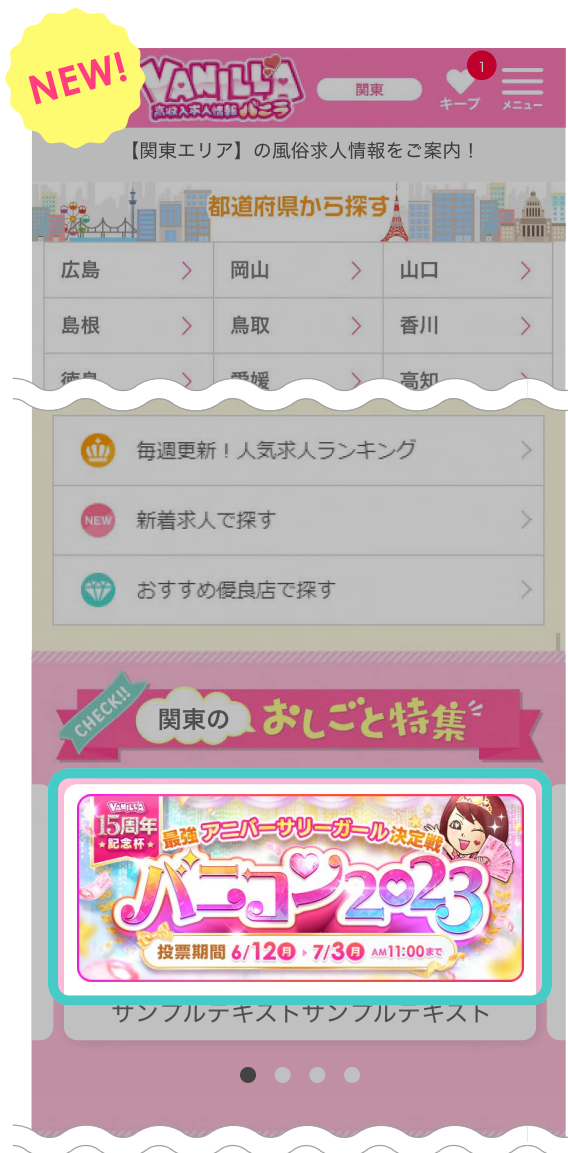 NEW!
VANILLA
高収入求人情報 バニラ
関東
1
キープ
メニュー
【関東エリア】の風俗求人情報をご案内！
都道府県から探す
広島
岡山
山口
島根
鳥取
香川
徳島
愛媛
高知
毎週更新！人気求人ランキング
NEW
新着求人で探す
おすすめ優良店で探す
CHECK!!
関東の
おしごと特集
VANILLA
15周年
★記念杯★
最強アニバーサリーガール決定戦
バニコン2023
投票期間 6/12月 ▸ 7/3月 AM11:00まで
サンプルテキストサンプルテキスト